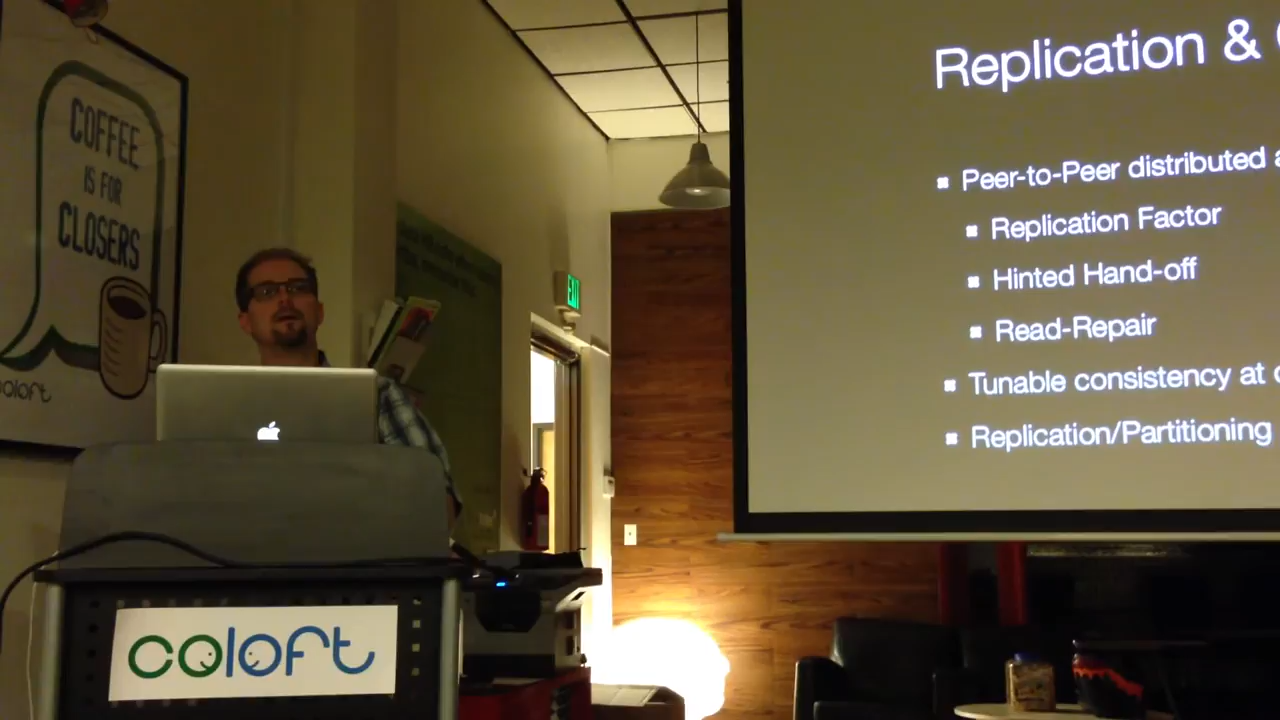 COFFEE
IS FOR
CLOSERS
coloft
EXIT
coloft
Replication &
Peer-to-Peer distributed
Replication Factor
Hinted Hand-off
Read-Repair
Tunable consistency at
Replication/Partitioning